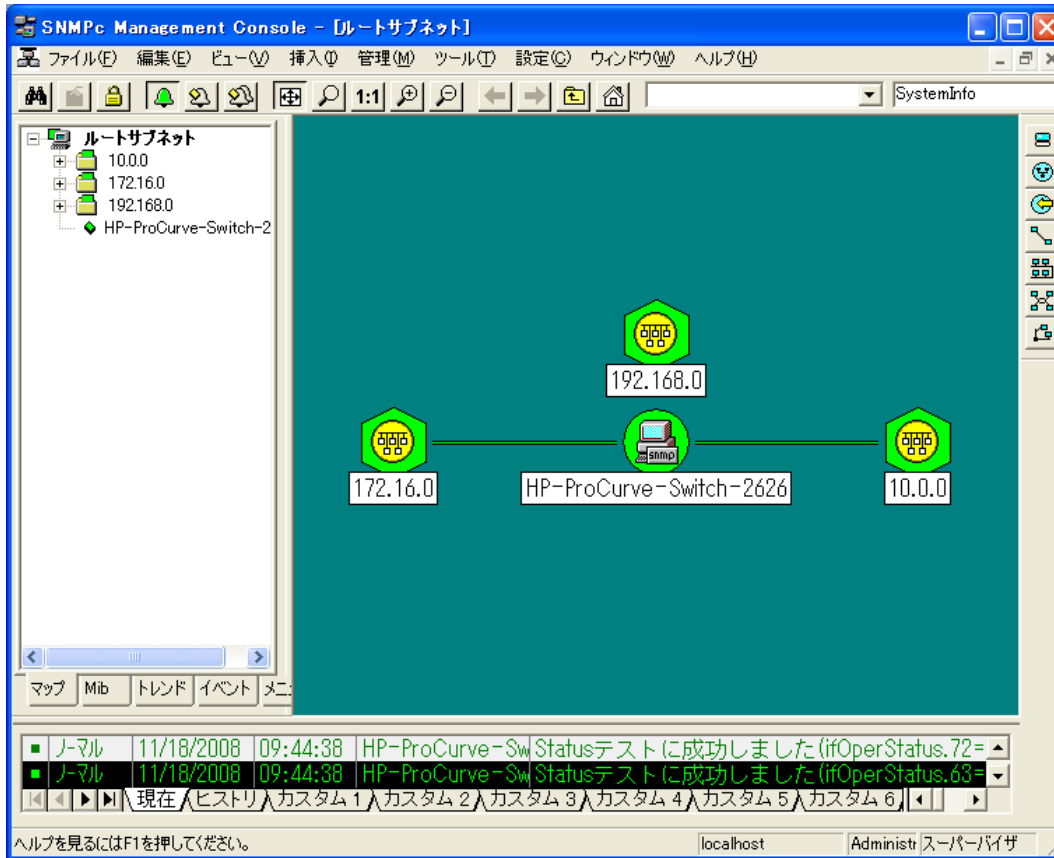 SNMPc Management Console - [ルートサブネット]
ファイル(F) 編集(E) ビュー(V) 挿入(I) 管理(M) ツール(T) 設定(C) ウィンドウ(W) ヘルプ(H)
1:1 SystemInfo
ルートサブネット
10.0.0
172.16.0
192.168.0
HP-ProCurve-Switch-2
192.168.0
172.16.0
snmp
HP-ProCurve-Switch-2626
10.0.0
マップ Mib トレンド イベント メニュ
ノーマル 11/18/2008 09:44:38 HP-ProCurve-Sw Statusテストに成功しました(ifOperStatus.72=
ノーマル 11/18/2008 09:44:38 HP-ProCurve-Sw Statusテストに成功しました(ifOperStatus.63=
現在 ヒストリ カスタム 1 カスタム 2 カスタム 3 カスタム 4 カスタム 5 カスタム 6
ヘルプを見るにはF1を押してください。 localhost Administr スーパーバイザ